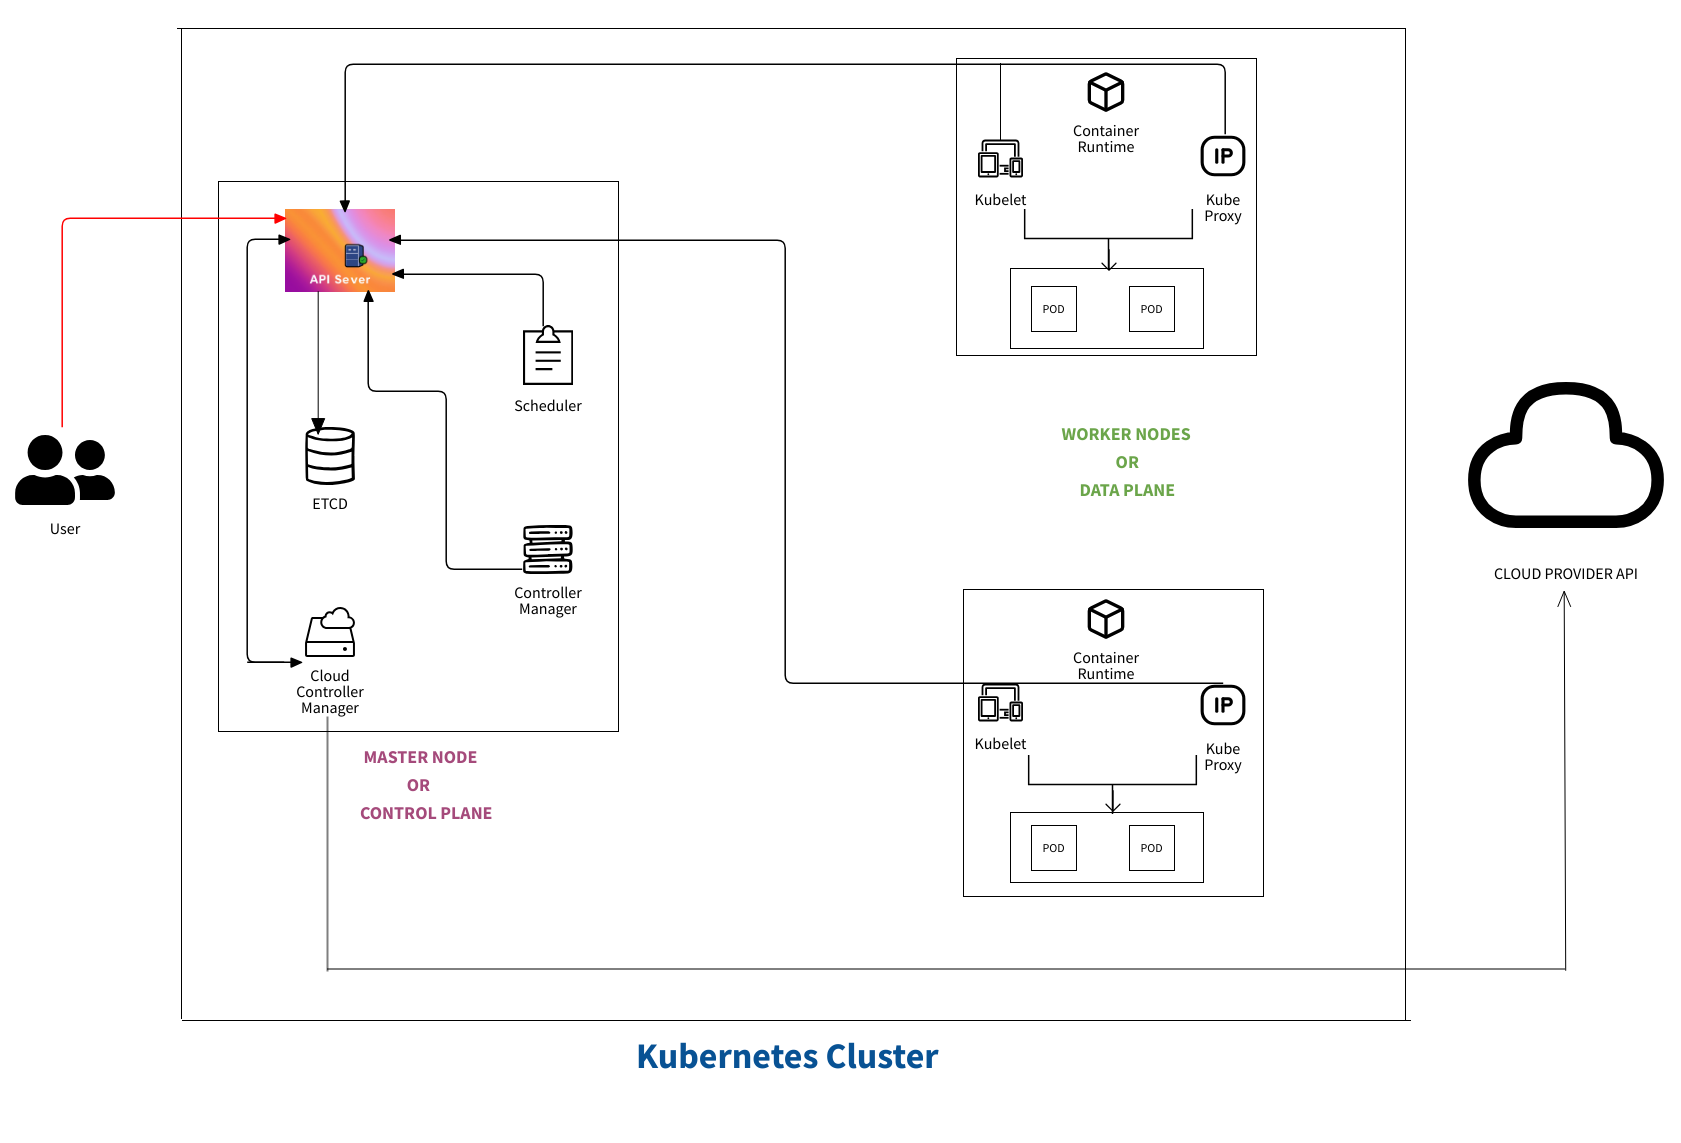 Container
Runtime
IP
Kubelet
Kube
Proxy
API Sever
POD
POD
Scheduler
WORKER NODES
OR
DATA PLANE
ETCD
User
CLOUD PROVIDER API
Controller
Manager
Cloud
Controller
Manager
Container
Runtime
IP
Kubelet
Kube
Proxy
MASTER NODE
OR
CONTROL PLANE
POD
POD
Kubernetes Cluster